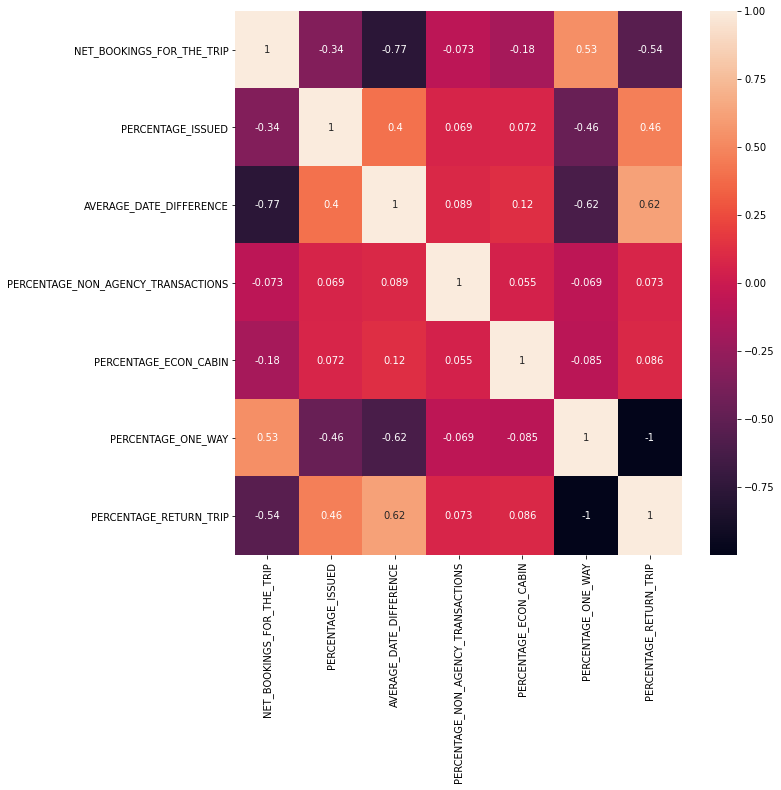 NET_BOOKINGS_FOR_THE_TRIP 1 -0.34 -0.77 -0.073 -0.18 0.53 -0.54
PERCENTAGE_ISSUED -0.34 1 0.4 0.069 0.072 -0.46 0.46
AVERAGE_DATE_DIFFERENCE -0.77 0.4 1 0.089 0.12 -0.62 0.62
PERCENTAGE_NON_AGENCY_TRANSACTIONS -0.073 0.069 0.089 1 0.055 -0.069 0.073
PERCENTAGE_ECON_CABIN -0.18 0.072 0.12 0.055 1 -0.085 0.086
PERCENTAGE_ONE_WAY 0.53 -0.46 -0.62 -0.069 -0.085 1 -1
PERCENTAGE_RETURN_TRIP -0.54 0.46 0.62 0.073 0.086 -1 1
NET_BOOKINGS_FOR_THE_TRIP
PERCENTAGE_ISSUED
AVERAGE_DATE_DIFFERENCE
PERCENTAGE_NON_AGENCY_TRANSACTIONS
PERCENTAGE_ECON_CABIN
PERCENTAGE_ONE_WAY
PERCENTAGE_RETURN_TRIP
1.00
0.75
0.50
0.25
0.00
-0.25
-0.50
-0.75